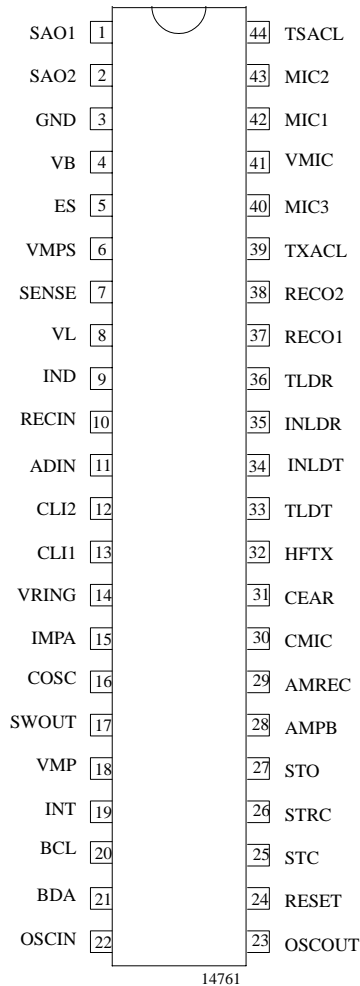 SAO1 1 44 TSACL
SAO2 2 43 MIC2
GND 3 42 MIC1
VB 4 41 VMIC
ES 5 40 MIC3
VMPS 6 39 TXACL
SENSE 7 38 RECO2
VL 8 37 RECO1
IND 9 36 TLDR
RECIN 10 35 INLDR
ADIN 11 34 INLDT
CLI2 12 33 TLDT
CLI1 13 32 HFTX
VRING 14 31 CEAR
IMPA 15 30 CMIC
COSC 16 29 AMREC
SWOUT 17 28 AMPB
VMP 18 27 STO
INT 19 26 STRC
BCL 20 25 STC
BDA 21 24 RESET
OSCIN 22 23 OSCOUT
14761